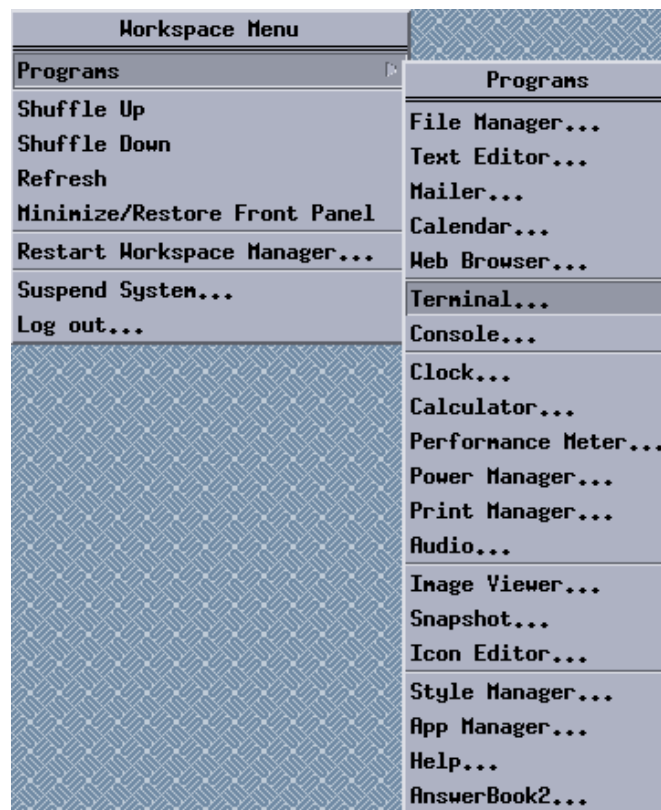 Workspace Menu
Programs
Shuffle Up
Shuffle Down
Refresh
Minimize/Restore Front Panel
Restart Workspace Manager...
Suspend System...
Log out...
Programs
File Manager...
Text Editor...
Mailer...
Calendar...
Web Browser...
Terminal...
Console...
Clock...
Calculator...
Performance Meter...
Power Manager...
Print Manager...
Audio...
Image Viewer...
Snapshot...
Icon Editor...
Style Manager...
App Manager...
Help...
AnswerBook2...